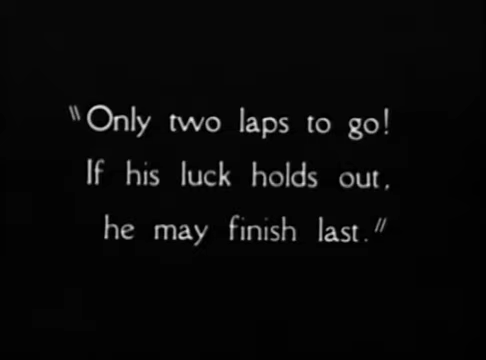 "Only two laps to go!
If his luck holds out,
he may finish last."